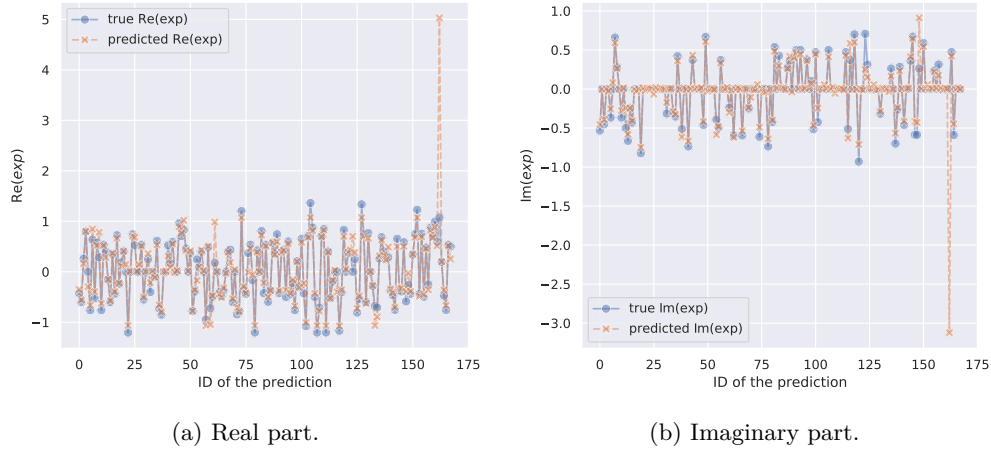 true Re(exp)
predicted Re(exp)
5
4
3
2
1
0
−1
Re(exp)
0 25 50 75 100 125 150 175
ID of the prediction
(a) Real part.
1.0
0.5
0.0
−0.5
−1.0
−1.5
−2.0
−2.5
−3.0
Im(exp)
true Im(exp)
predicted Im(exp)
0 25 50 75 100 125 150 175
ID of the prediction
(b) Imaginary part.